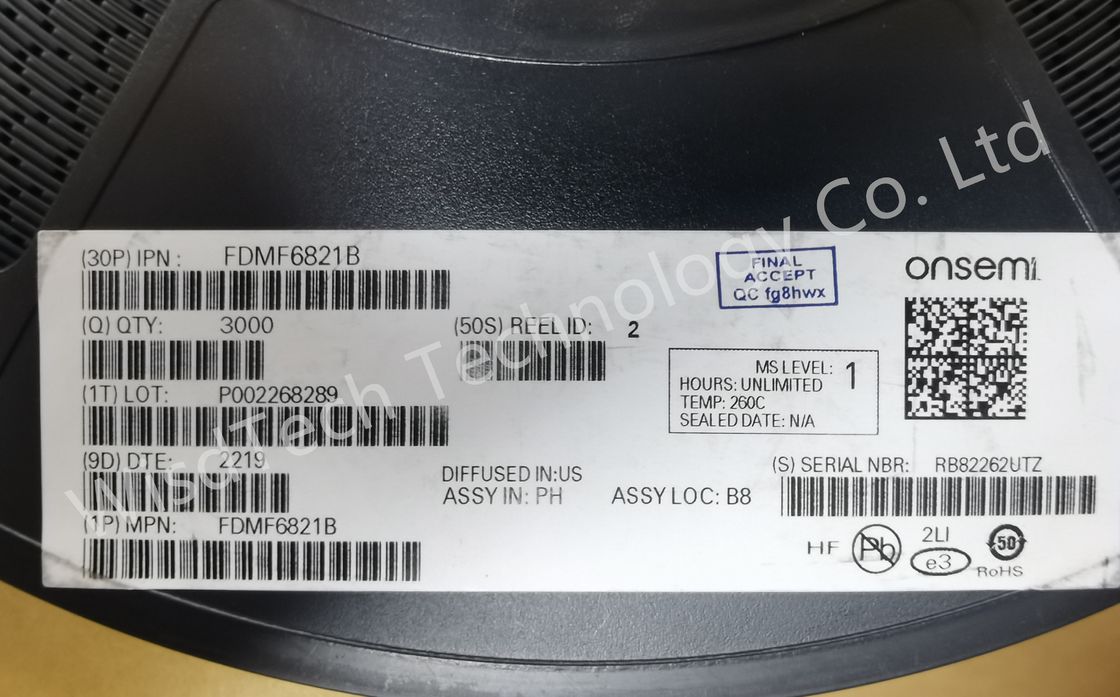 (30P) IPN : FDMF6821B
FINAL
ACCEPT
QC fg8hwx
onsemi
(Q) QTY: 3000
(50S) REEL ID: 2
MS LEVEL: 1
HOURS: UNLIMITED
TEMP: 260C
SEALED DATE: N/A
(1T) LOT: P002268289
(9D) DTE: 2219
DIFFUSED IN:US
ASSY IN: PH ASSY LOC: B8
(S) SERIAL NBR: RB82262UTZ
(1P) MPN: FDMF6821B
HF Pb 2LI e3 50 RoHS
WisdTech Technology Co. Ltd